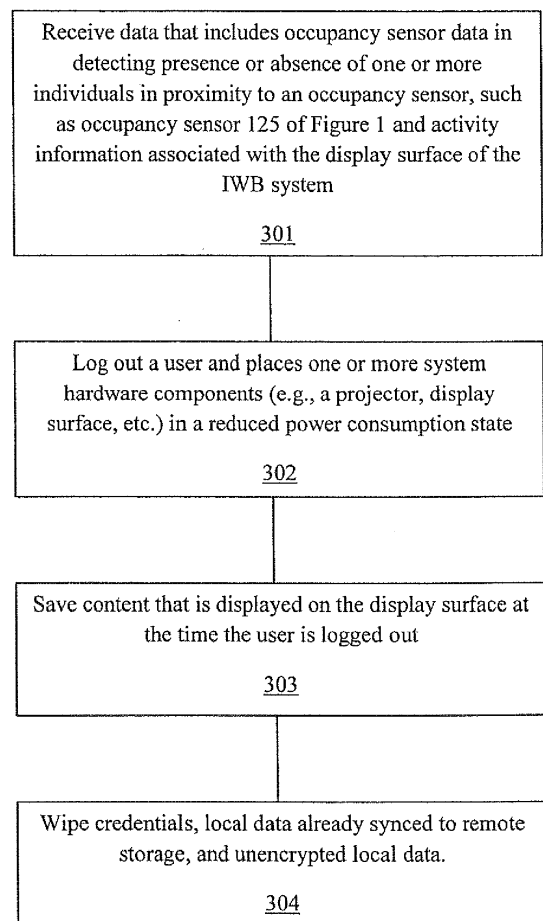 Receive data that includes occupancy sensor data in
detecting presence or absence of one or more
individuals in proximity to an occupancy sensor, such
as occupancy sensor 125 of Figure 1 and activity
information associated with the display surface of the
IWB system
301
Log out a user and places one or more system
hardware components (e.g., a projector, display
surface, etc.) in a reduced power consumption state
302
Save content that is displayed on the display surface at
the time the user is logged out
303
Wipe credentials, local data already synced to remote
storage, and unencrypted local data.
304